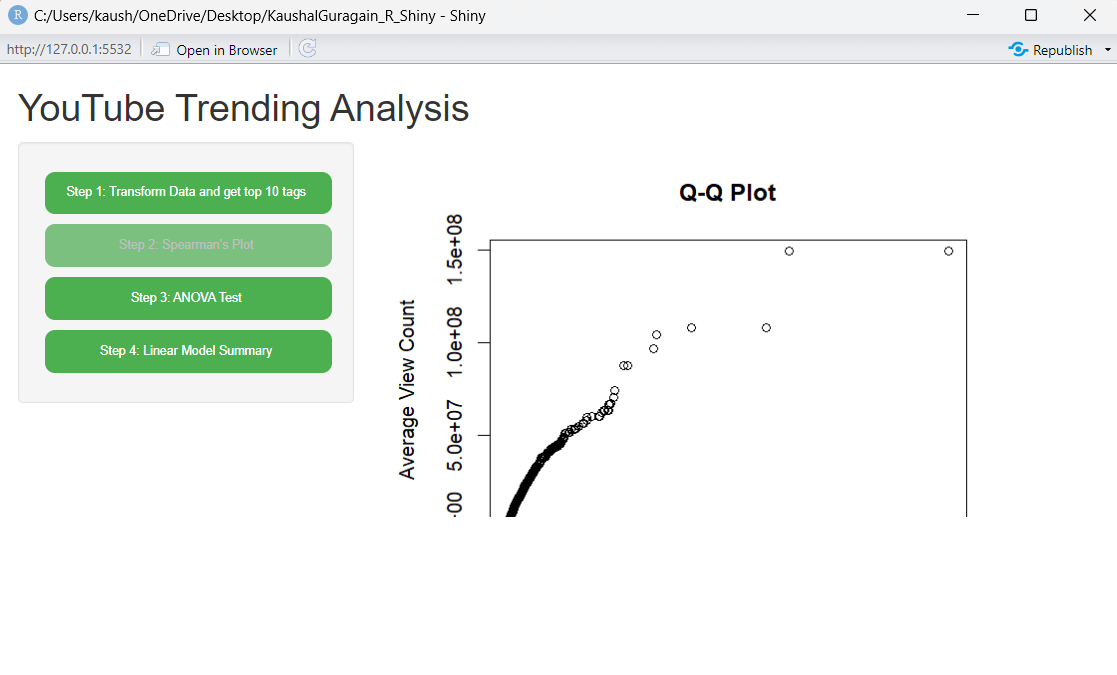 R C:/Users/kaush/OneDrive/Desktop/KaushalGuragain_R_Shiny - Shiny
http://127.0.0.1:5532 Open in Browser Republish
YouTube Trending Analysis
Step 1: Transform Data and get top 10 tags
Step 2: Spearman's Plot
Step 3: ANOVA Test
Step 4: Linear Model Summary
Q-Q Plot
Average View Count
1.5e+08
1.0e+08
5.0e+07